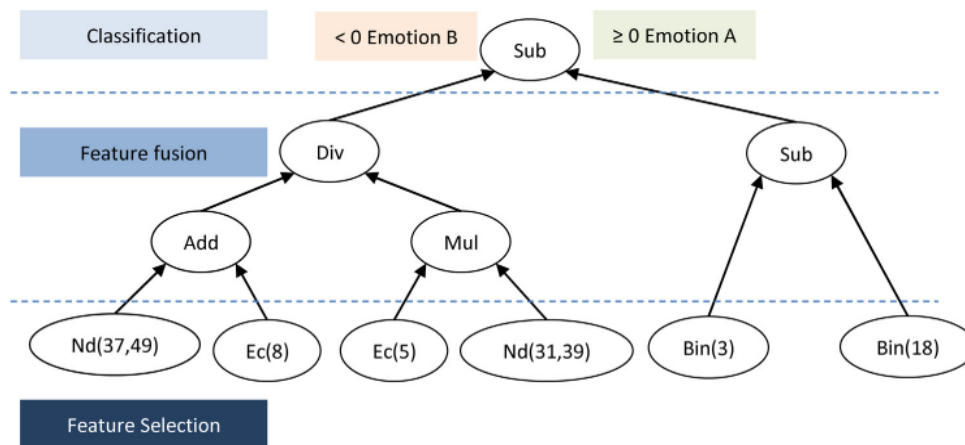 Classification
< 0 Emotion B
Sub
≥ 0 Emotion A
Feature fusion
Div
Sub
Add
Mul
Nd(37,49)
Ec(8)
Ec(5)
Nd(31,39)
Bin(3)
Bin(18)
Feature Selection